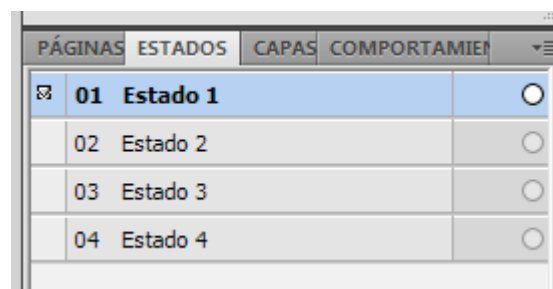 PÁGINAS ESTADOS CAPAS COMPORTAMIEN
01 Estado 1
02 Estado 2
03 Estado 3
04 Estado 4